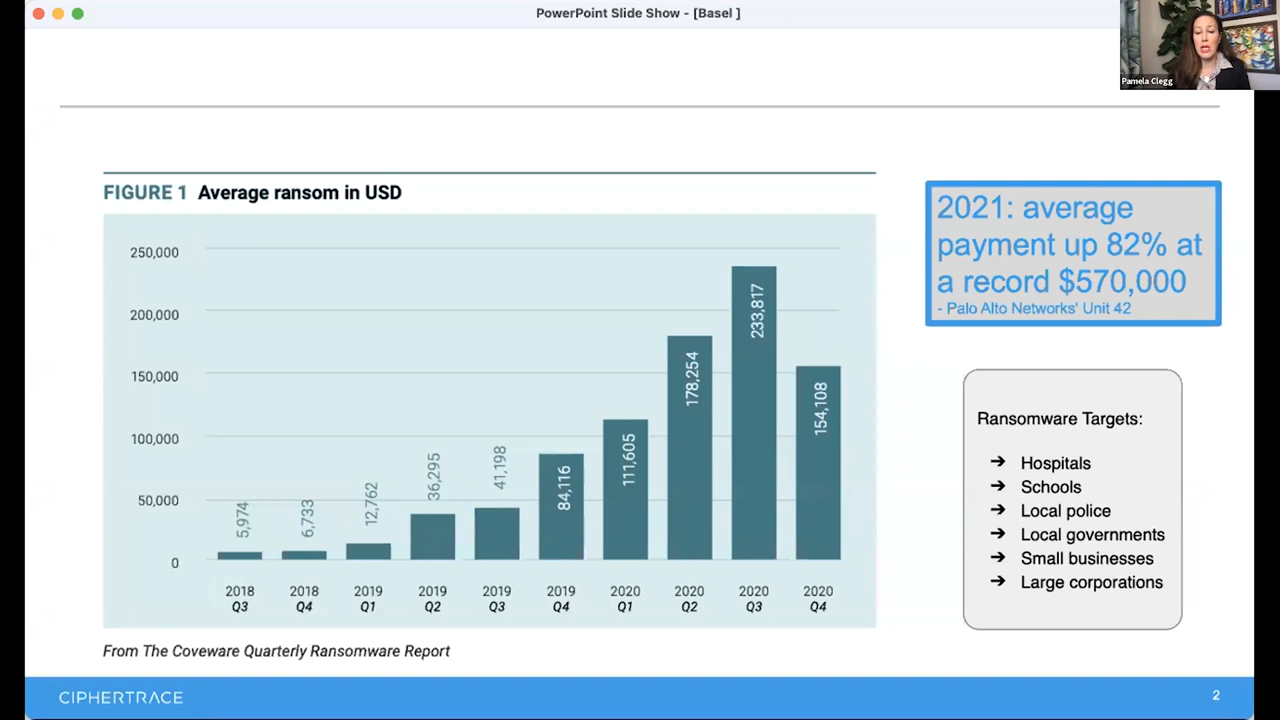 PowerPoint Slide Show - [Basel ]
Pamela Clegg
FIGURE 1 Average ransom in USD
250,000
200,000
150,000
100,000
50,000
0
5,974
6,733
12,762
36,295
41,198
84,116
111,605
178,254
233,817
154,108
2018 2018 2019 2019 2019 2019 2020 2020 2020 2020
Q3 Q4 Q1 Q2 Q3 Q4 Q1 Q2 Q3 Q4
From The Coveware Quarterly Ransomware Report
2021: average
payment up 82% at
a record $570,000
- Palo Alto Networks' Unit 42
Ransomware Targets:
➔ Hospitals
➔ Schools
➔ Local police
➔ Local governments
➔ Small businesses
➔ Large corporations
CIPHERTRACE
2